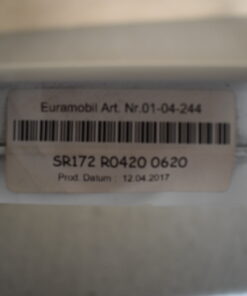 Euramobil Art. Nr.01-04-244
SR172 R0420 0620
Prod. Datum : 12.04.2017